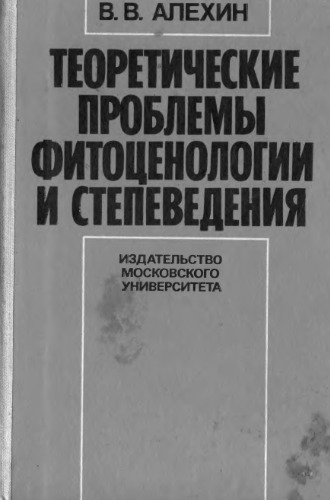 В. В. АЛЕХИН
ТЕОРЕТИЧЕСКИЕ
ПРОБЛЕМЫ
ФИТОЦЕНОЛОГИИ
И СТЕПЕВЕДЕНИЯ
ИЗДАТЕЛЬСТВО
МОСКОВСКОГО
УНИВЕРСИТЕТА